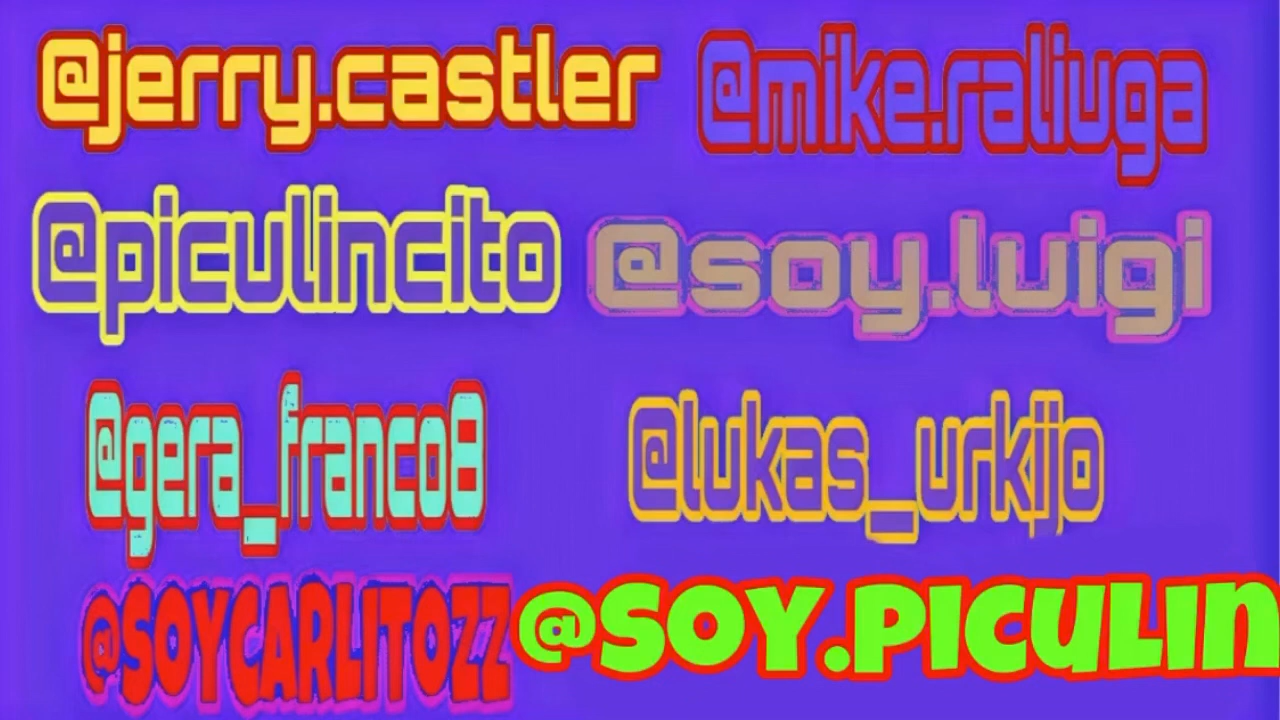 @jerry.castler @mike.raliuga
@piculincito @soy.luigi
@gera_franco8 @lukas_urkijo
@SOYCARLITOZZ @SOY.PICULIN